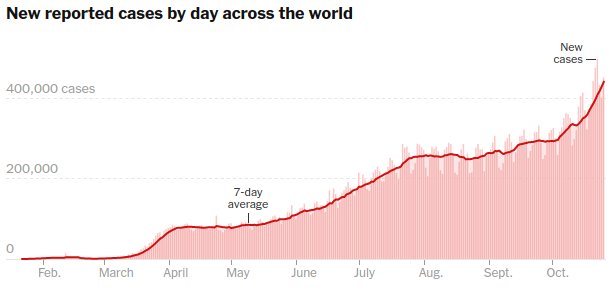 New reported cases by day across the world
New
cases
400,000 cases
200,000
7-day
average
0
Feb. March April May June July Aug. Sept. Oct.